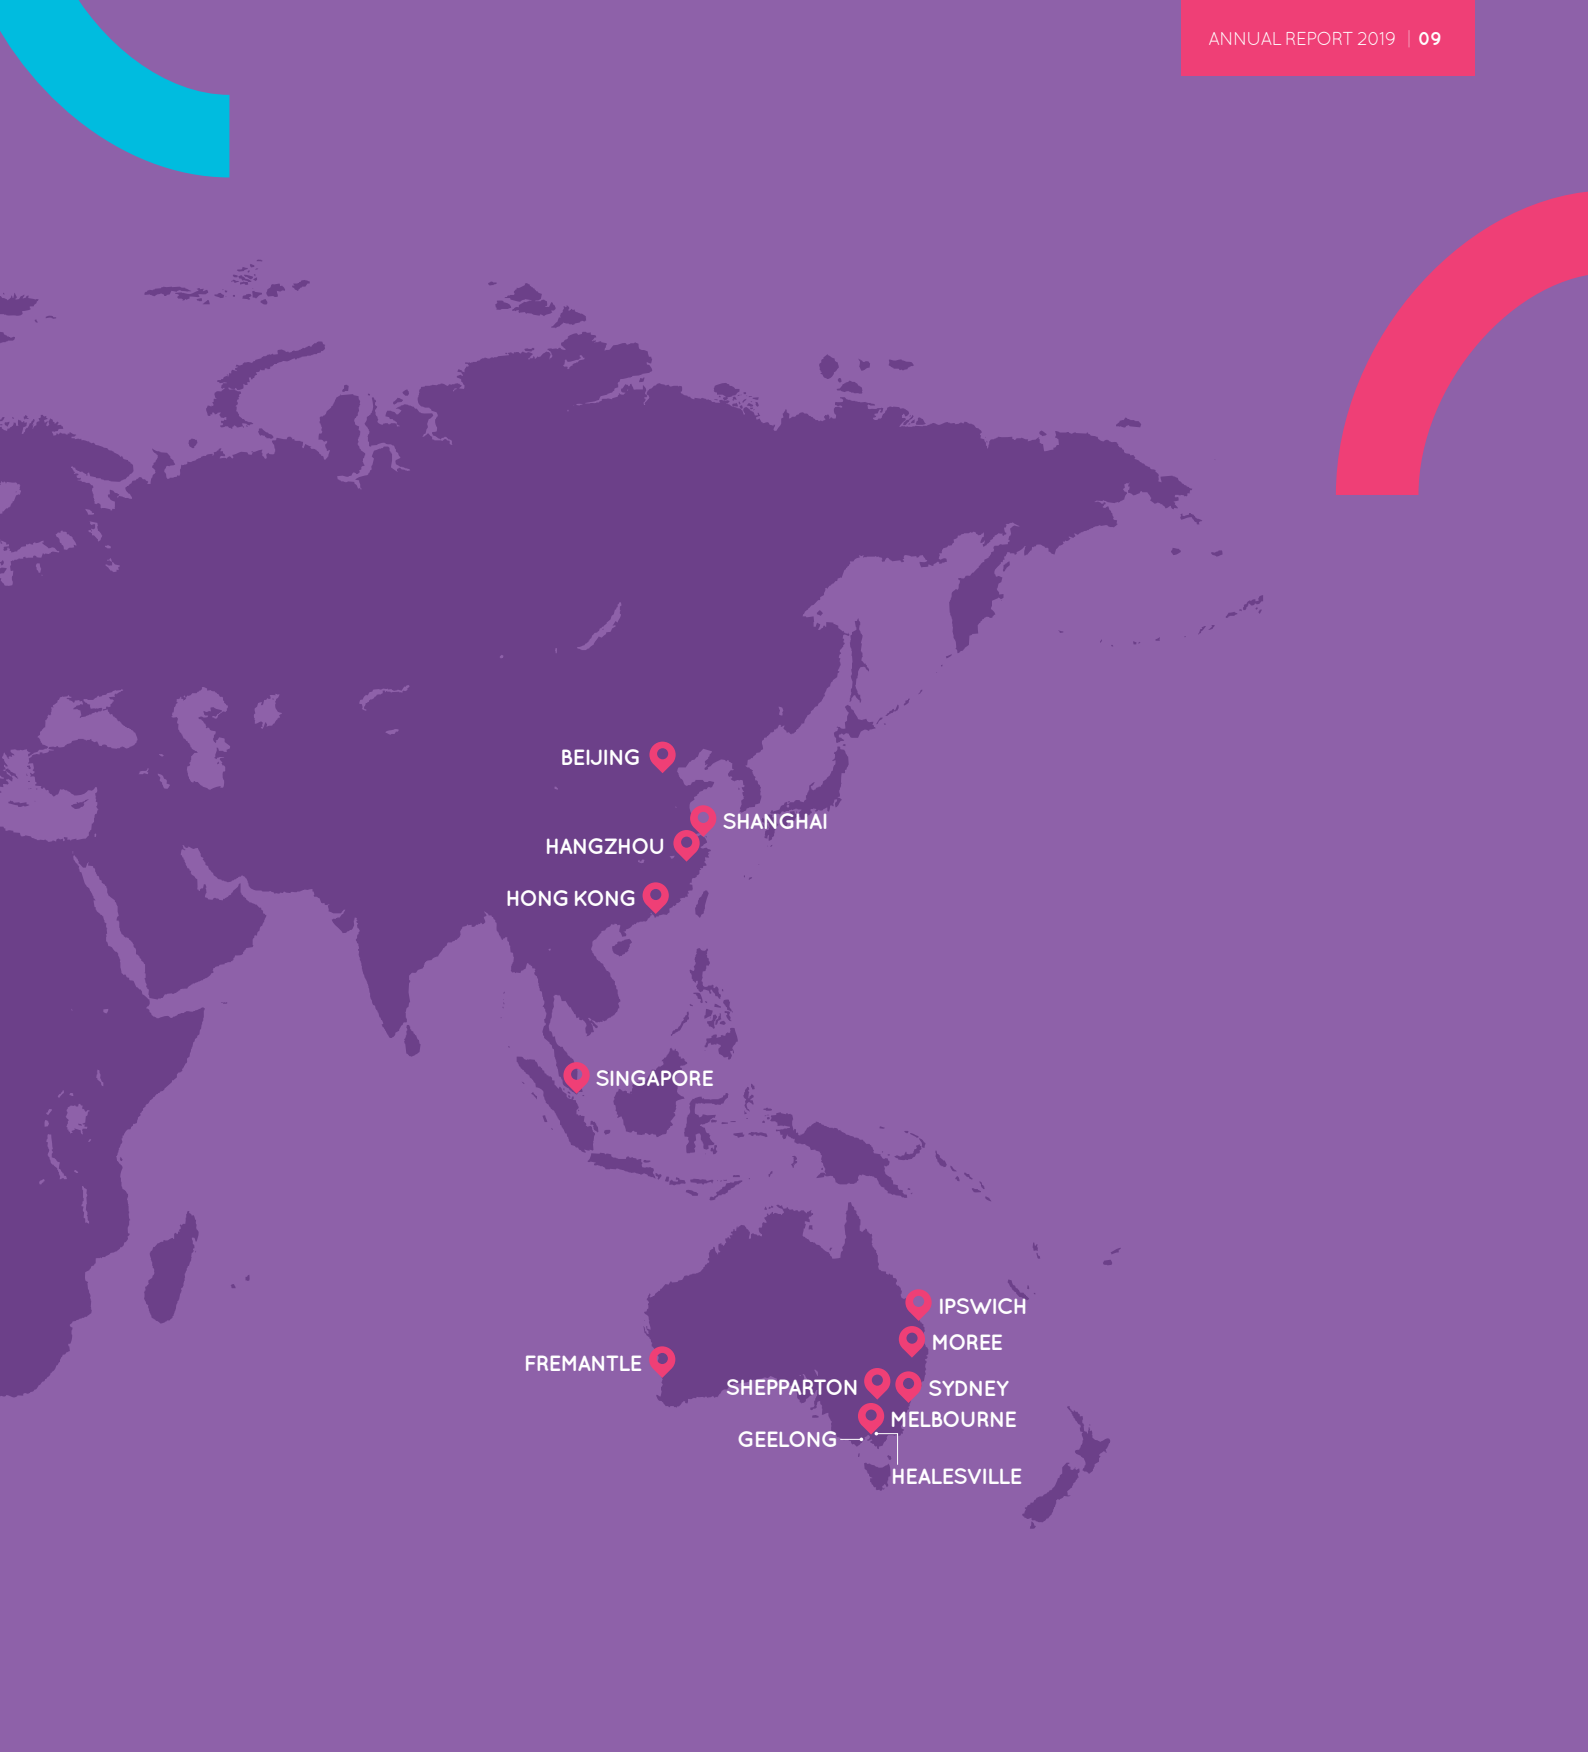 ANNUAL REPORT 2019 | 09
BEIJING
SHANGHAI
HANGZHOU
HONG KONG
SINGAPORE
IPSWICH
MOREE
FREMANTLE
SHEPPARTON
SYDNEY
MELBOURNE
GEELONG
HEALESVILLE